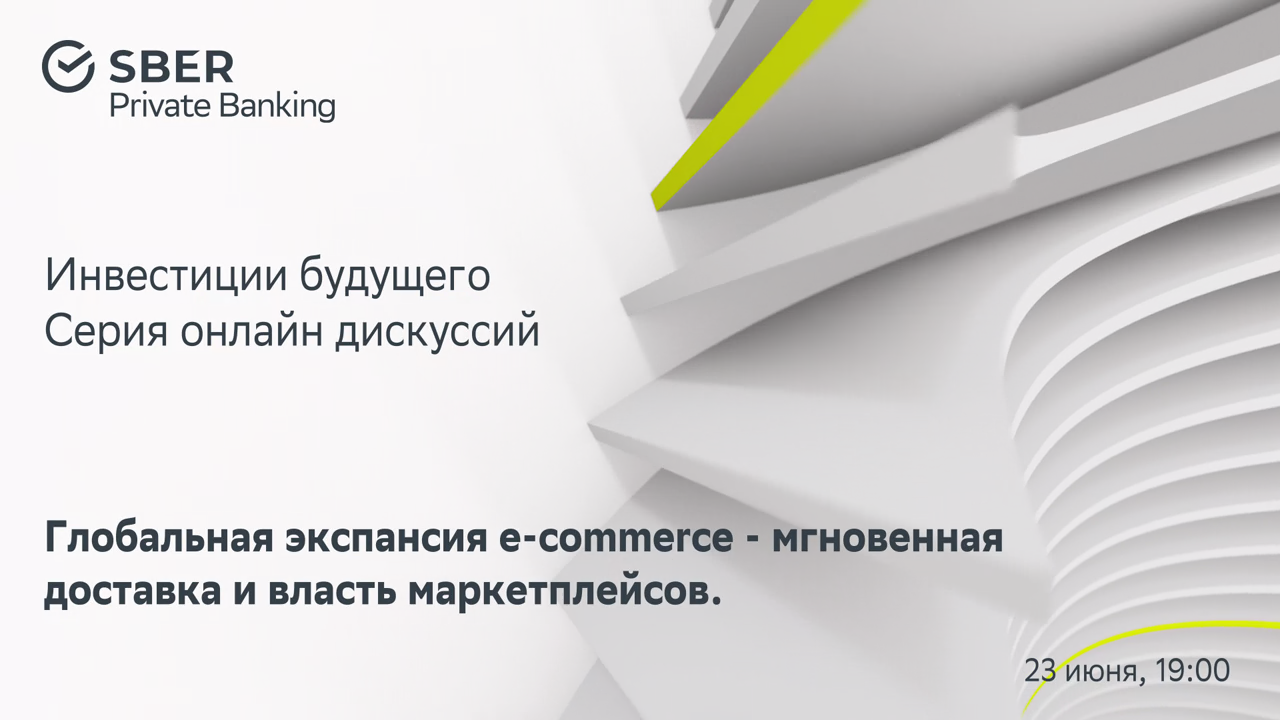 SBER
Private Banking
Инвестиции будущего
Серия онлайн дискуссий
Глобальная экспансия e-commerce - мгновенная
доставка и власть маркетплейсов.
23 июня, 19:00